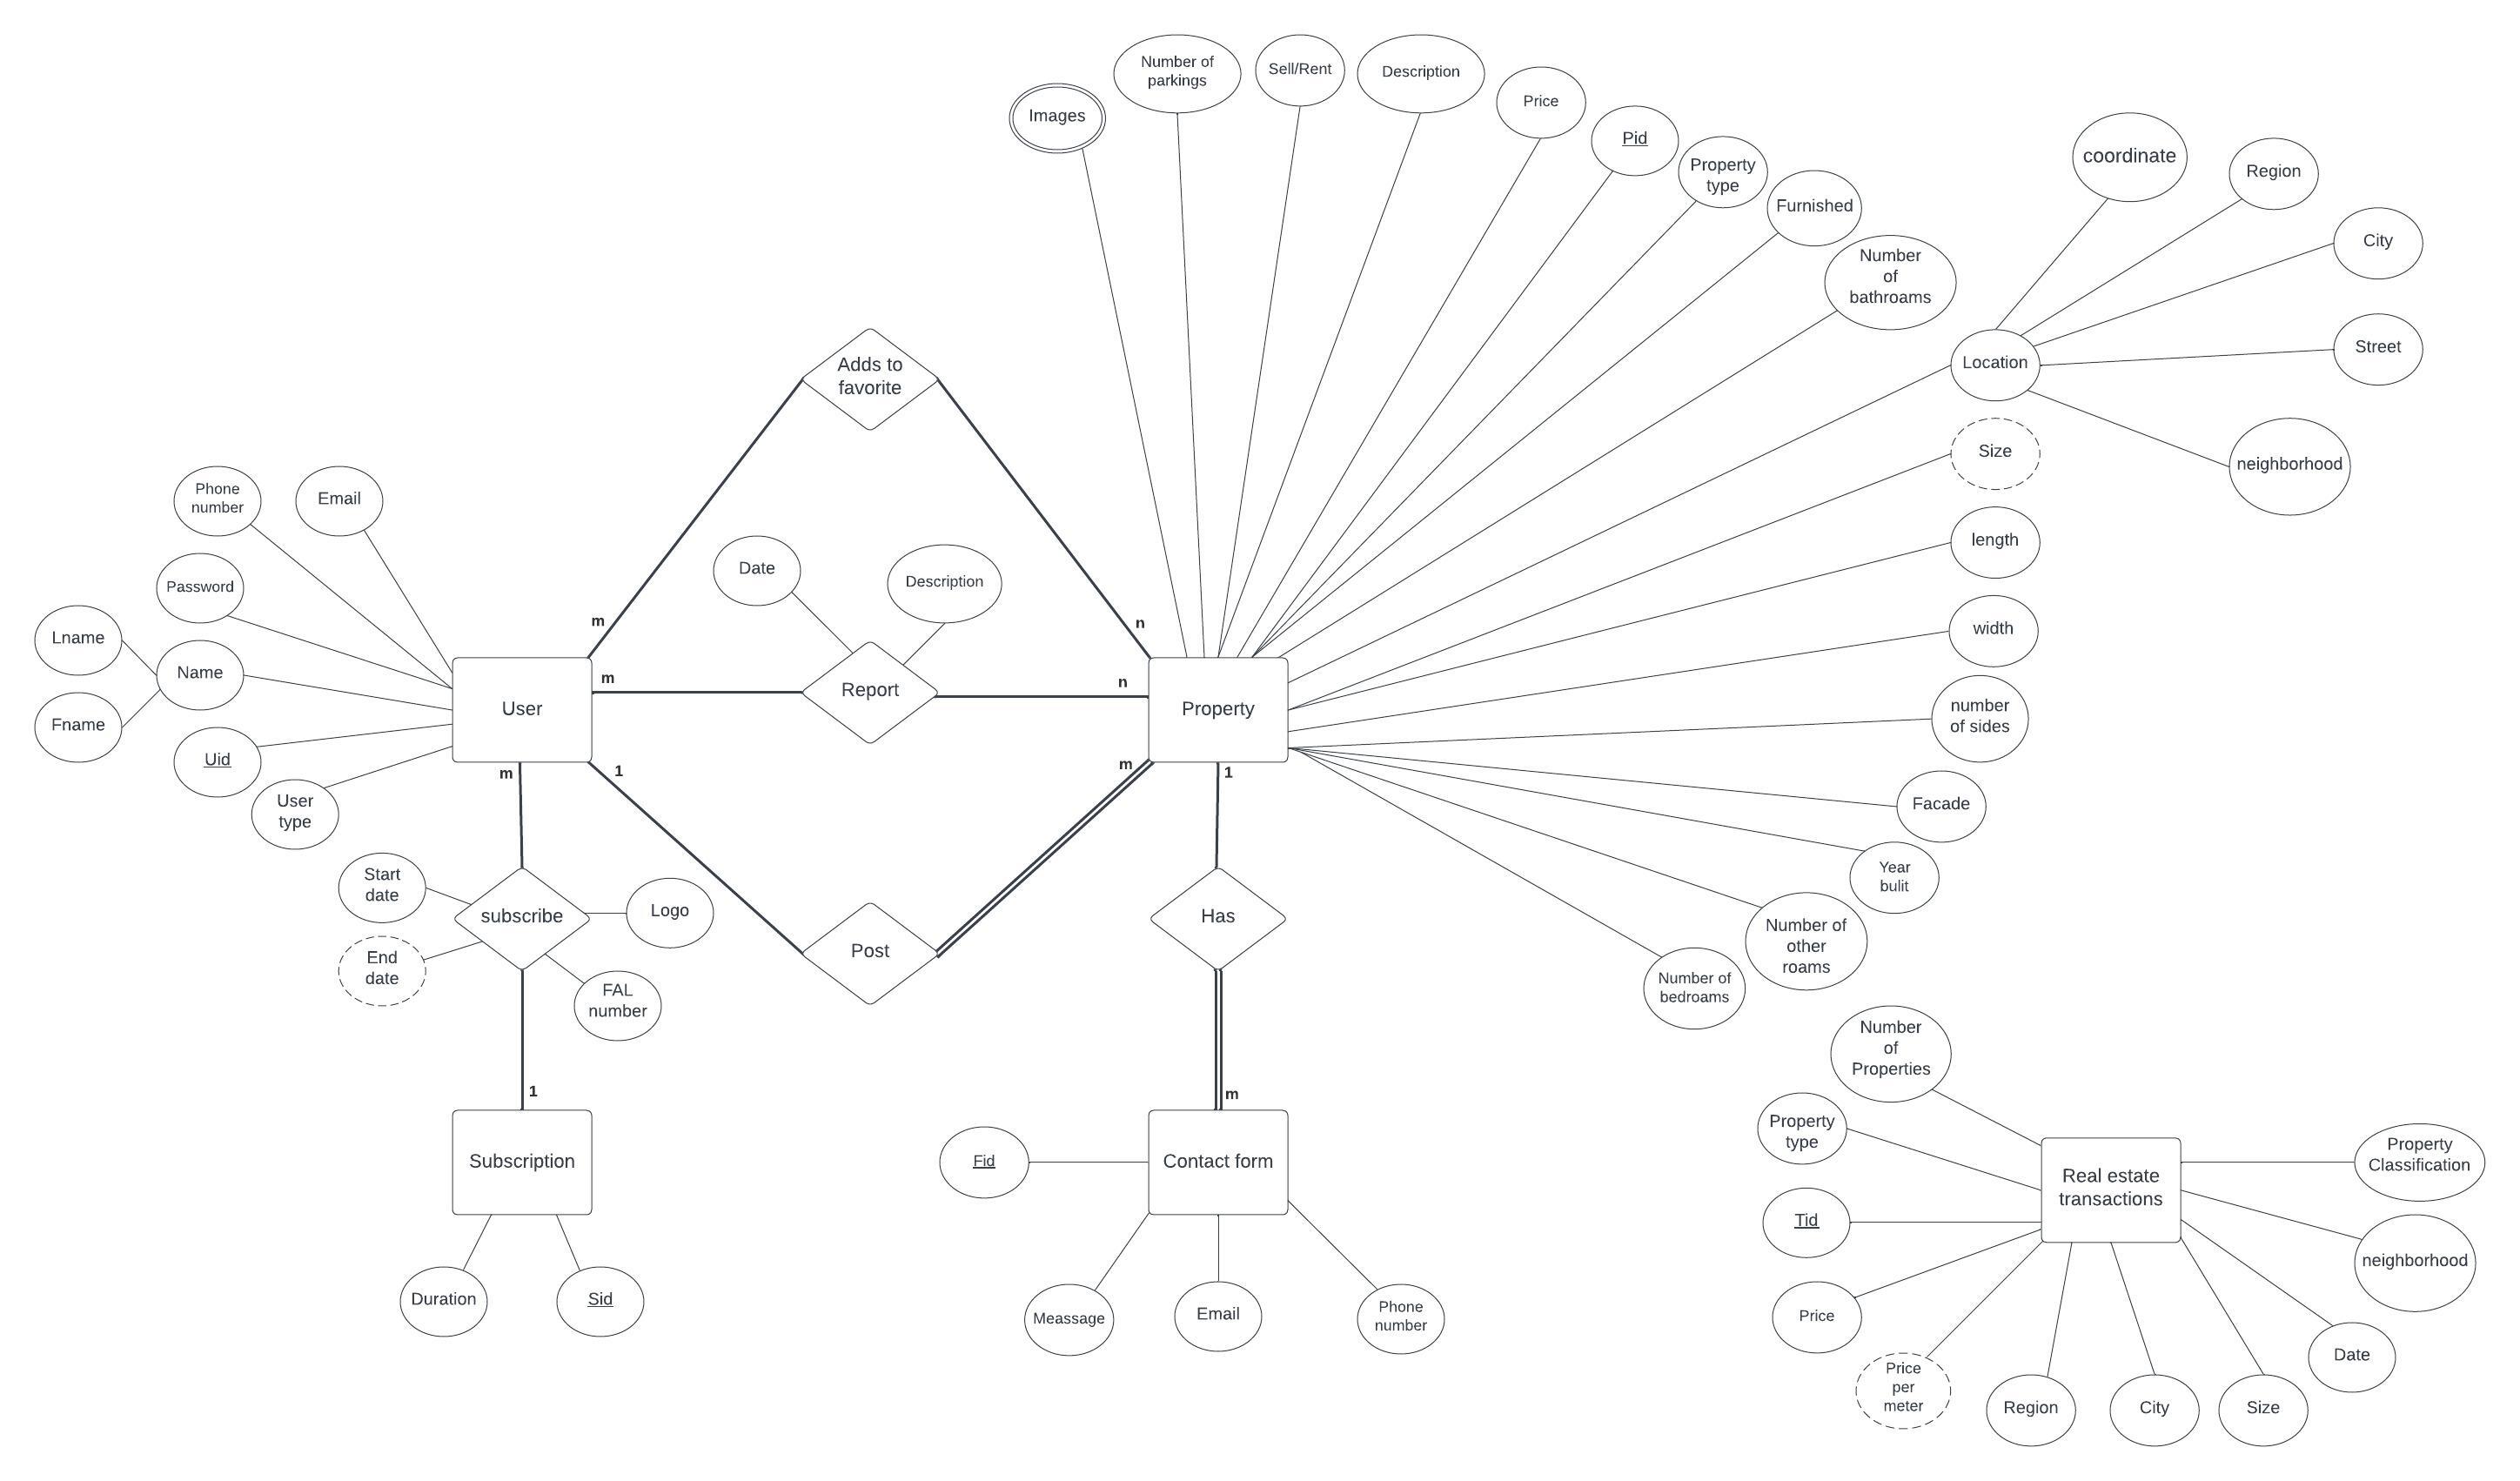 Number of
parkings
Sell/Rent
Description
Price
Images
Pid
Property
type
Furnished
Number
of
bathroams
coordinate
Region
City
Street
Location
neighborhood
Size
length
width
number
of sides
Facade
Year
bulit
Number of
other
roams
Number of
bedroams
Adds to
favorite
m
n
Phone
number
Email
Password
Lname
Name
Fname
Uid
User
type
User
Date
Description
m
Report
n
Property
m
1
m
1
Start
date
End
date
subscribe
Logo
FAL
number
Post
Has
1
m
Subscription
Duration
Sid
Fid
Contact form
Meassage
Email
Phone
number
Number
of
Properties
Property
type
Tid
Price
Price
per
meter
Region
City
Size
Date
neighborhood
Property
Classification
Real estate
transactions